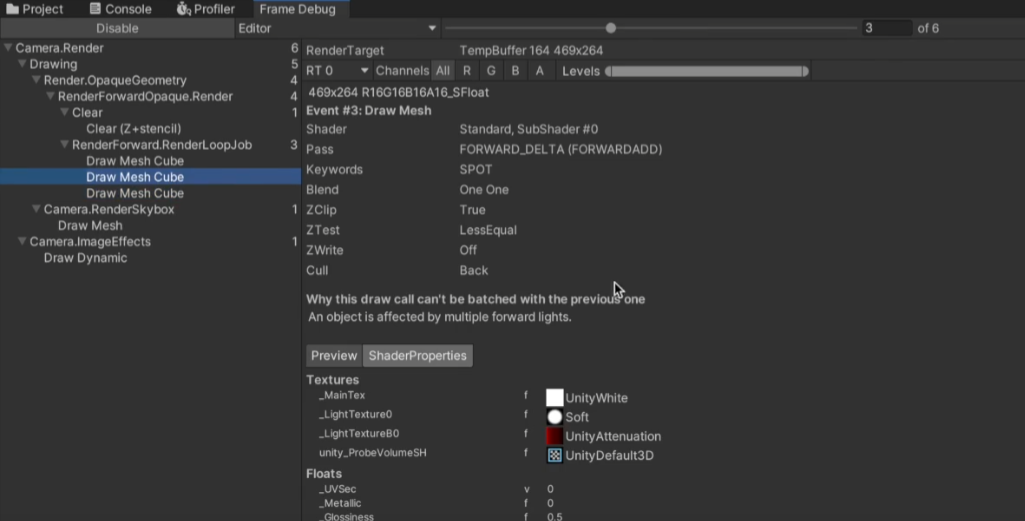 Project Console Profiler Frame Debug
Disable Editor 3 of 6
Camera.Render 6
Drawing 5
Render.OpaqueGeometry 4
RenderForwardOpaque.Render 4
Clear 1
Clear (Z+stencil)
RenderForward.RenderLoopJob 3
Draw Mesh Cube
Draw Mesh Cube
Draw Mesh Cube
Camera.RenderSkybox 1
Draw Mesh
Camera.ImageEffects 1
Draw Dynamic
RenderTarget TempBuffer 164 469x264
RT 0 Channels All R G B A Levels
469x264 R16G16B16A16_SFloat
Event #3: Draw Mesh
Shader Standard, SubShader #0
Pass FORWARD_DELTA (FORWARDADD)
Keywords SPOT
Blend One One
ZClip True
ZTest LessEqual
ZWrite Off
Cull Back
Why this draw call can't be batched with the previous one
An object is affected by multiple forward lights.
Preview ShaderProperties
Textures
_MainTex f UnityWhite
_LightTexture0 f Soft
_LightTextureB0 f UnityAttenuation
unity_ProbeVolumeSH f UnityDefault3D
Floats
_UVSec v 0
_Metallic f 0
_Glossiness f 0.5